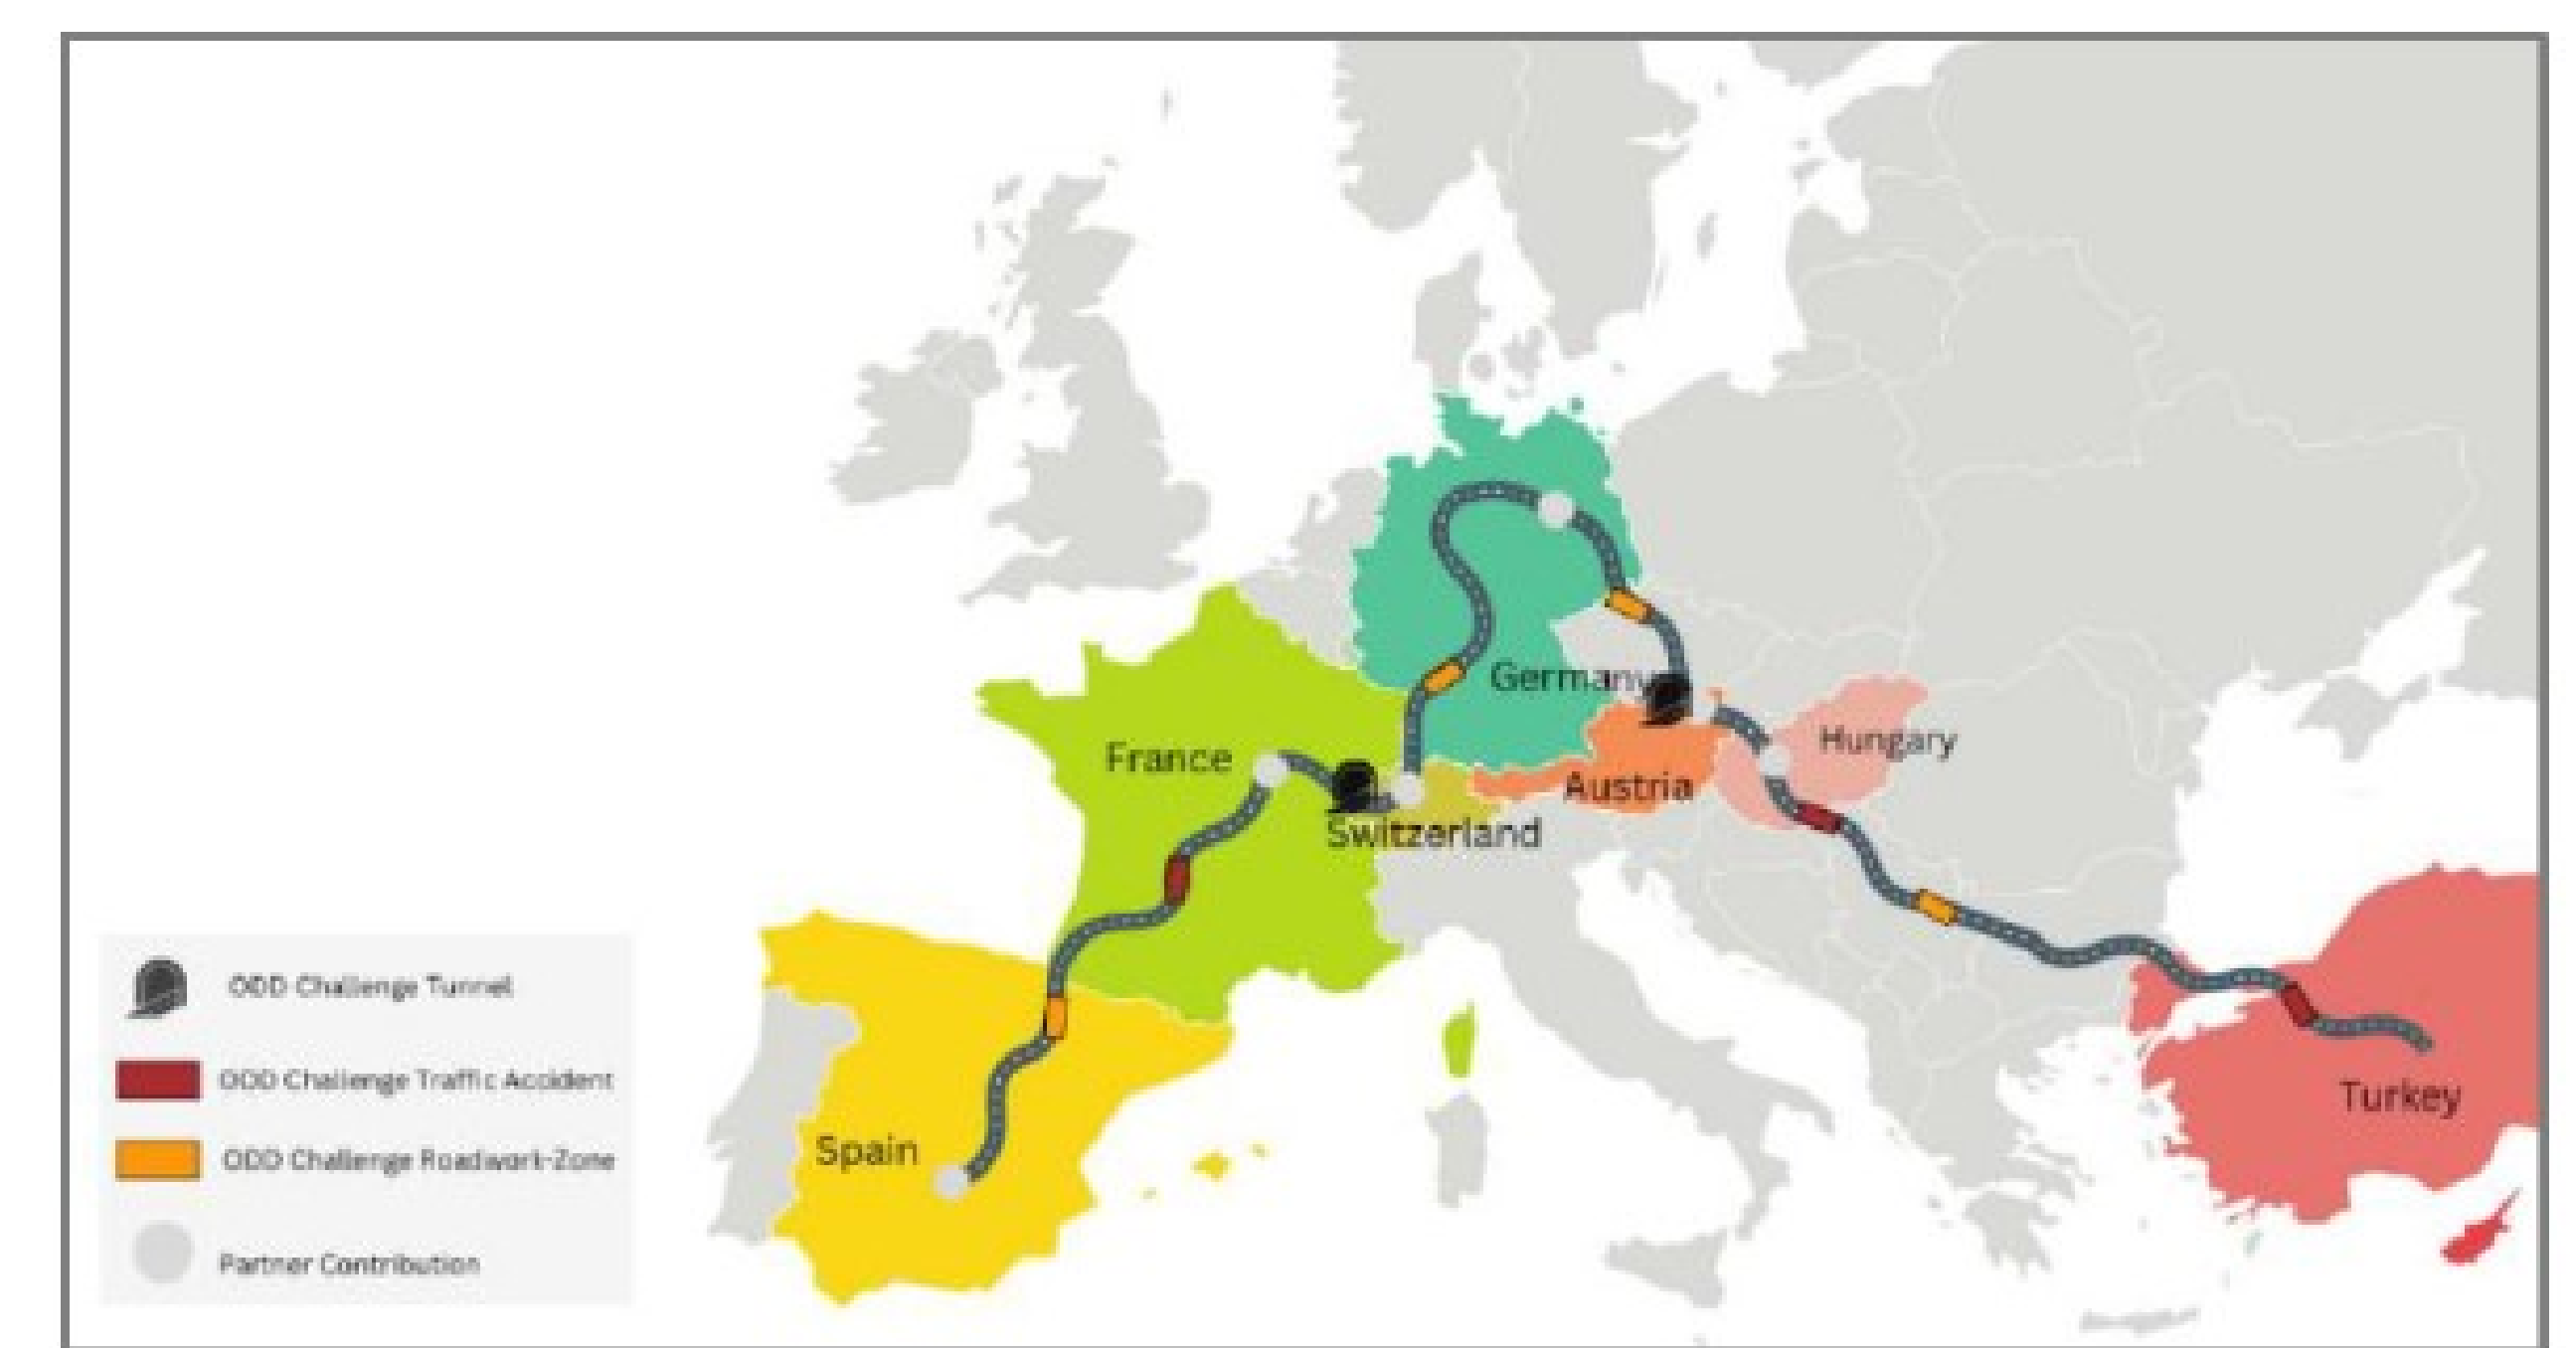 Germany
France
Hungary
Austria
Switzerland
ODD Challenge Tunnel
ODD Challenge Traffic Accident
Turkey
Spain
ODD Challenge Roadwork-Zone
Partner Contribution